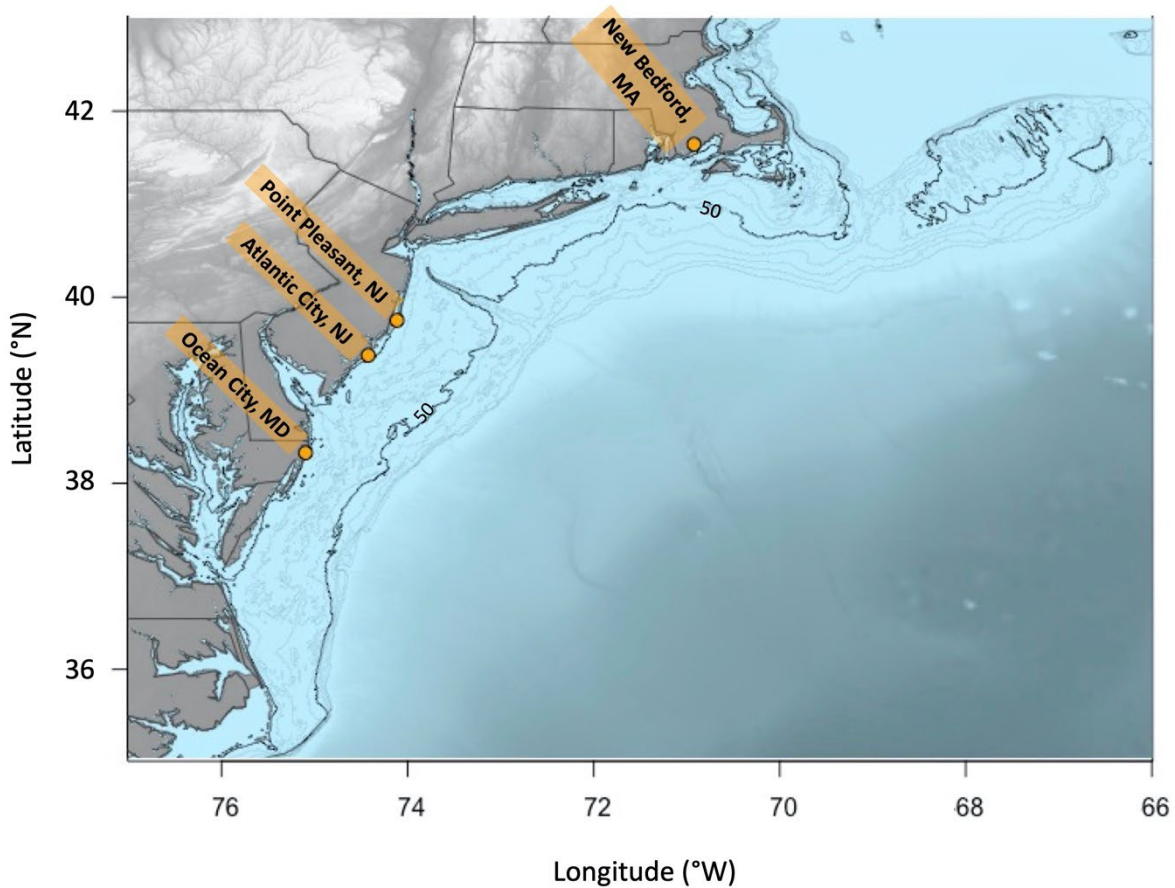 New Bedford,
MA
42
Point Pleasant, NJ
50
Atlantic City, NJ
40
Ocean City, MD
50
Latitude (°N)
38
36
76
74
72
70
68
66
Longitude (°W)